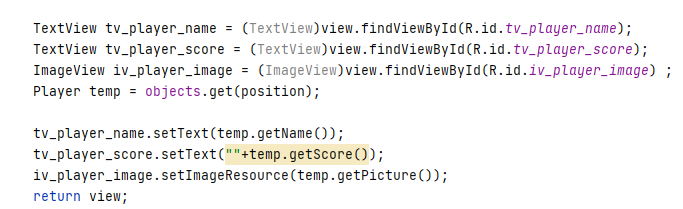 TextView tv_player_name = (TextView)view.findViewById(R.id.tv_player_name);
TextView tv_player_score = (TextView)view.findViewById(R.id.tv_player_score);
ImageView iv_player_image = (ImageView)view.findViewById(R.id.iv_player_image) ;
Player temp = objects.get(position);
tv_player_name.setText(temp.getName());
tv_player_score.setText(""+temp.getScore());
iv_player_image.setImageResource(temp.getPicture());
return view;